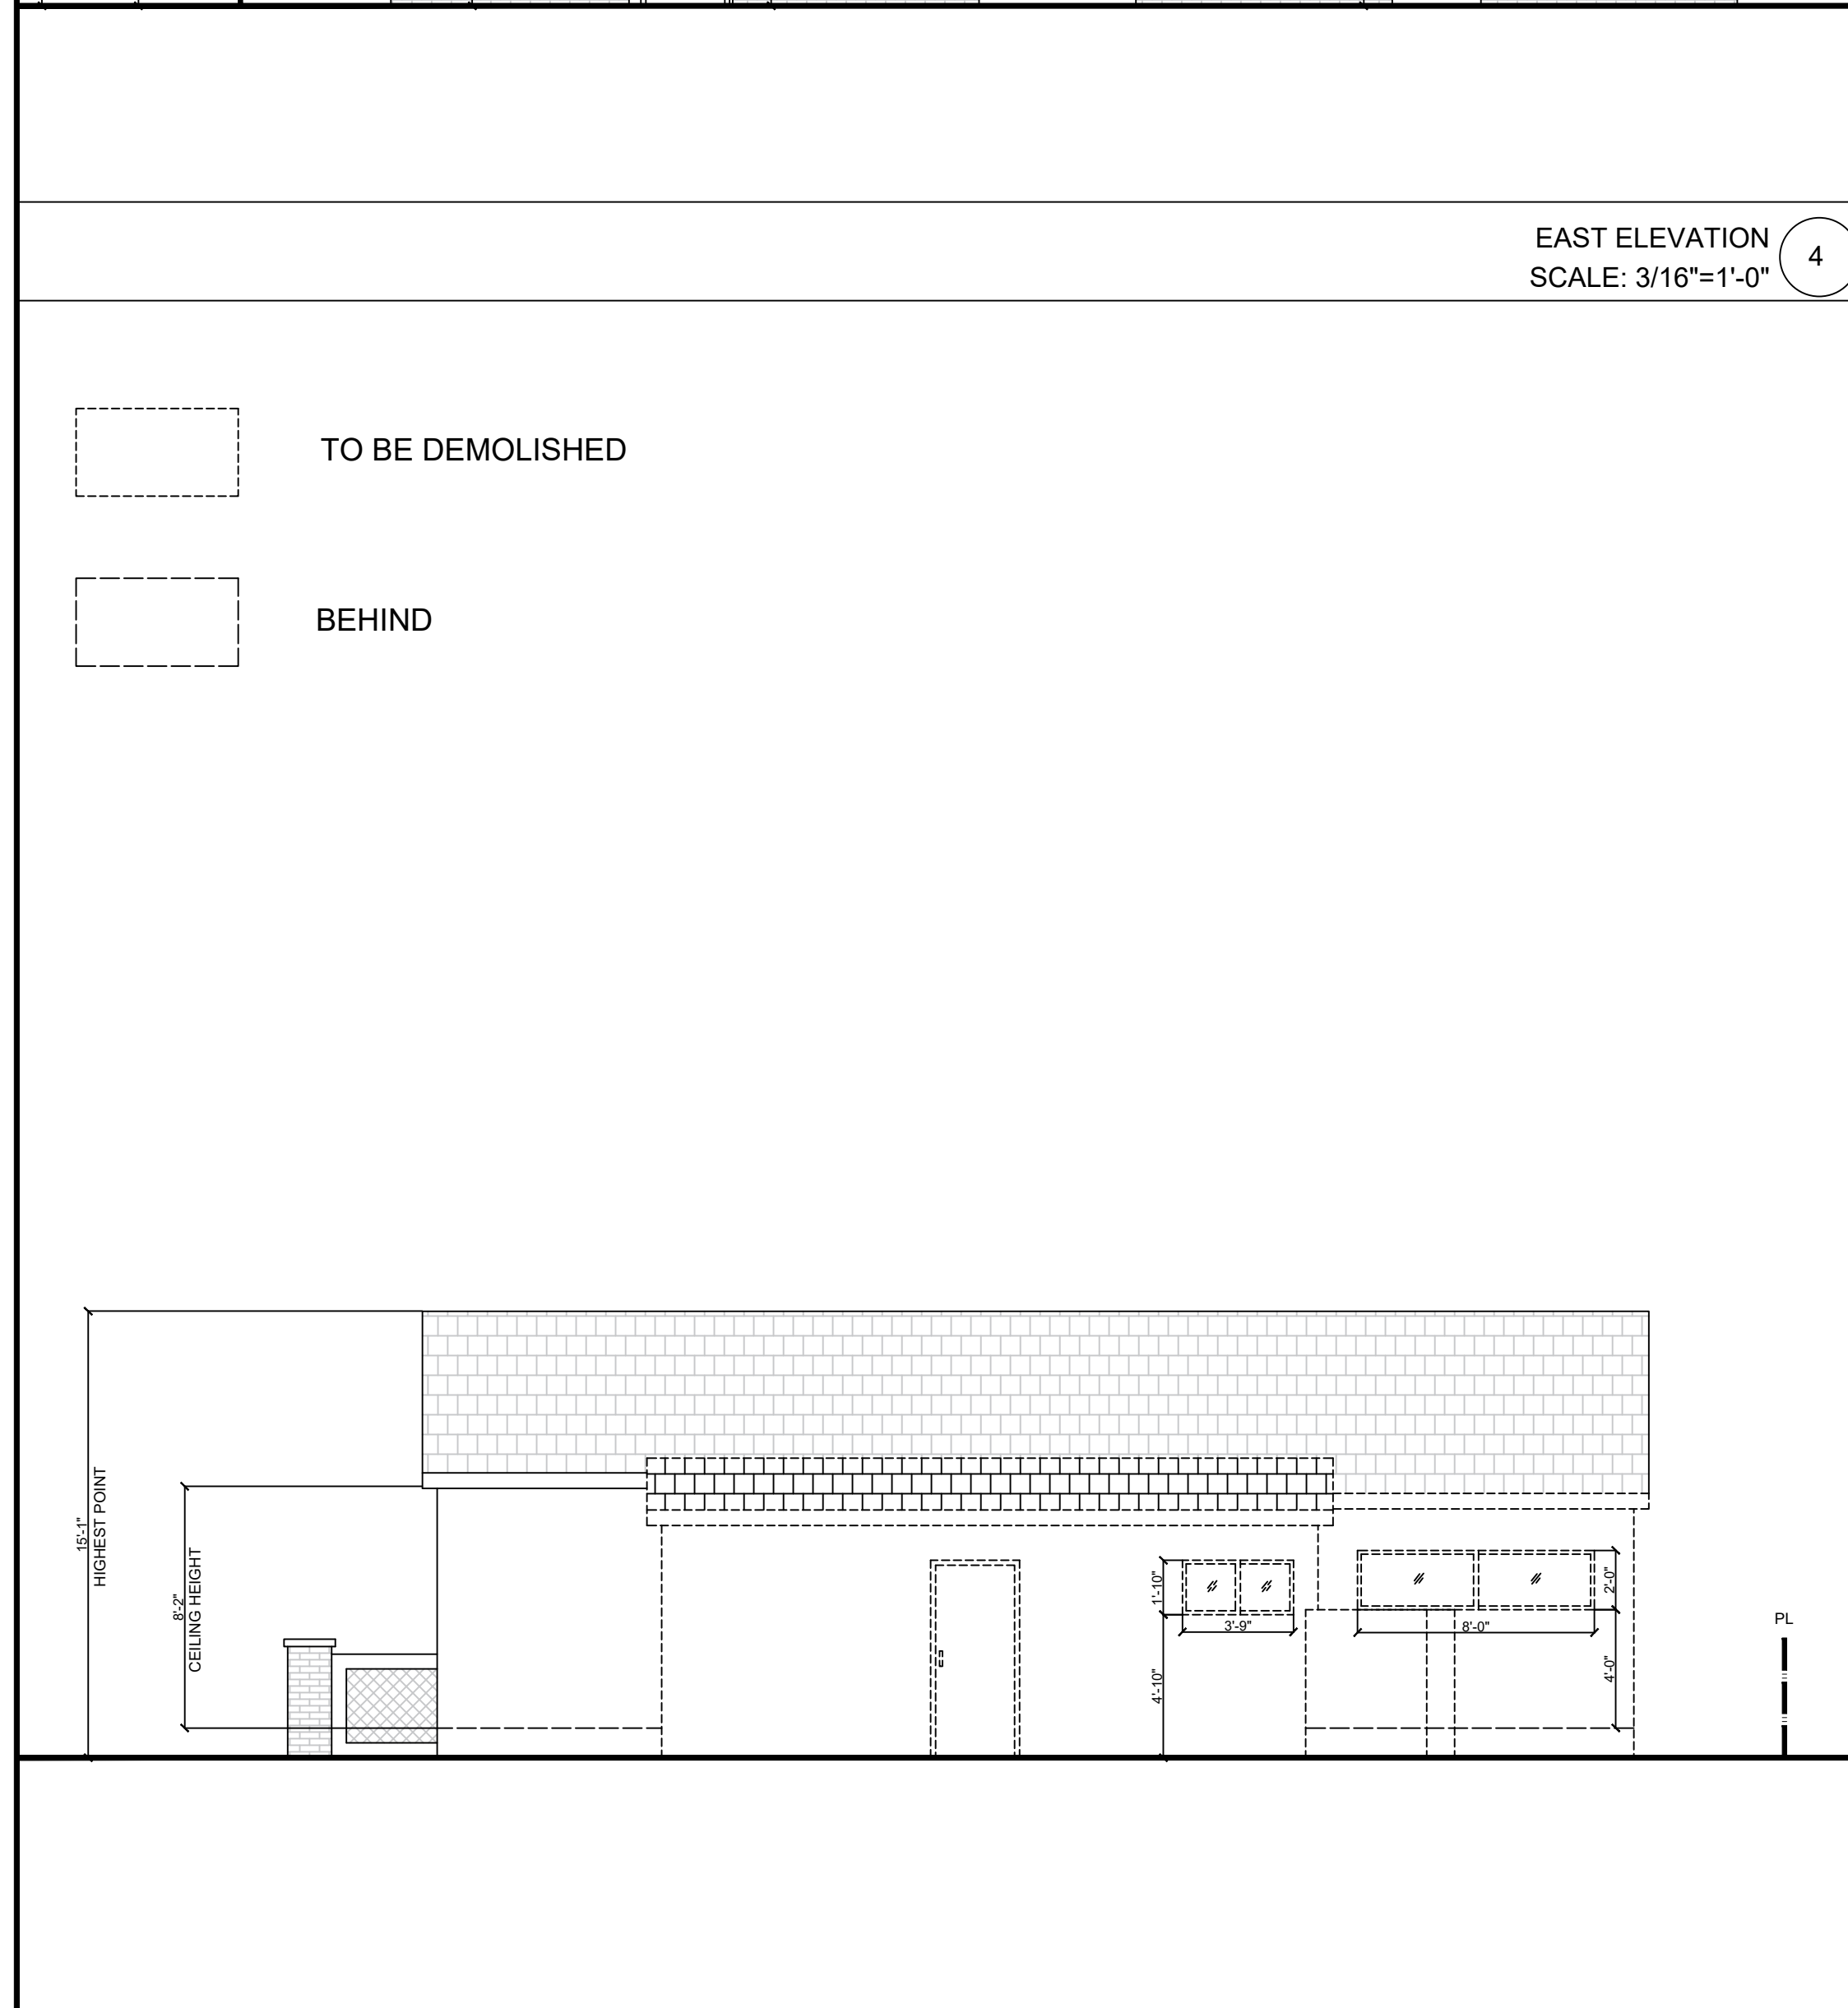 EAST ELEVATION
SCALE: 3/16"=1'-0"
4
TO BE DEMOLISHED
BEHIND
15'-1"
HIGHEST POINT
8'-2"
CEILING HEIGHT
1'-10"
3'-9"
4'-10"
8'-0"
2'-0"
4'-0"
PL